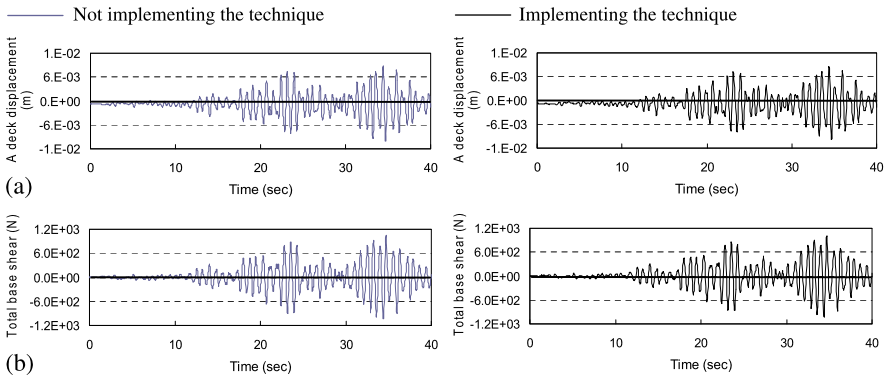 Not implementing the technique
Implementing the technique
A deck displacement
(m)
1.E-02
6.E-03
0.E+00
-6.E-03
-1.E-02
0 10 20 30 40
Time (sec)
A deck displacement
(m)
1.E-02
6.E-03
0.E+00
-6.E-03
-1.E-02
0 10 20 30 40
Time (sec)
(a)
Total base shear (N)
1.2E+03
6.0E+02
0.0E+00
-6.0E+02
-1.2E+03
0 10 20 30 40
Time (sec)
Total base shear (N)
1.2E+03
6.0E+02
0.0E+00
-6.0E+02
-1.2E+03
0 10 20 30 40
Time (sec)
(b)